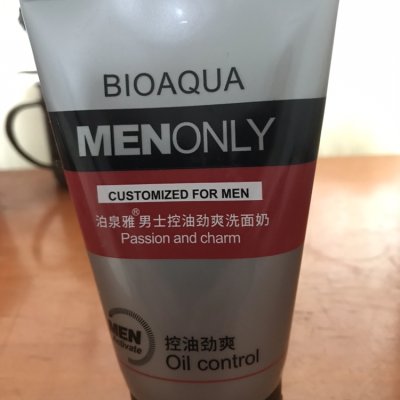 BIOAQUA
MENONLY
CUSTOMIZED FOR MEN
泊泉雅®男士控油劲爽洗面奶
Passion and charm
MEN
控油劲爽
Oil control